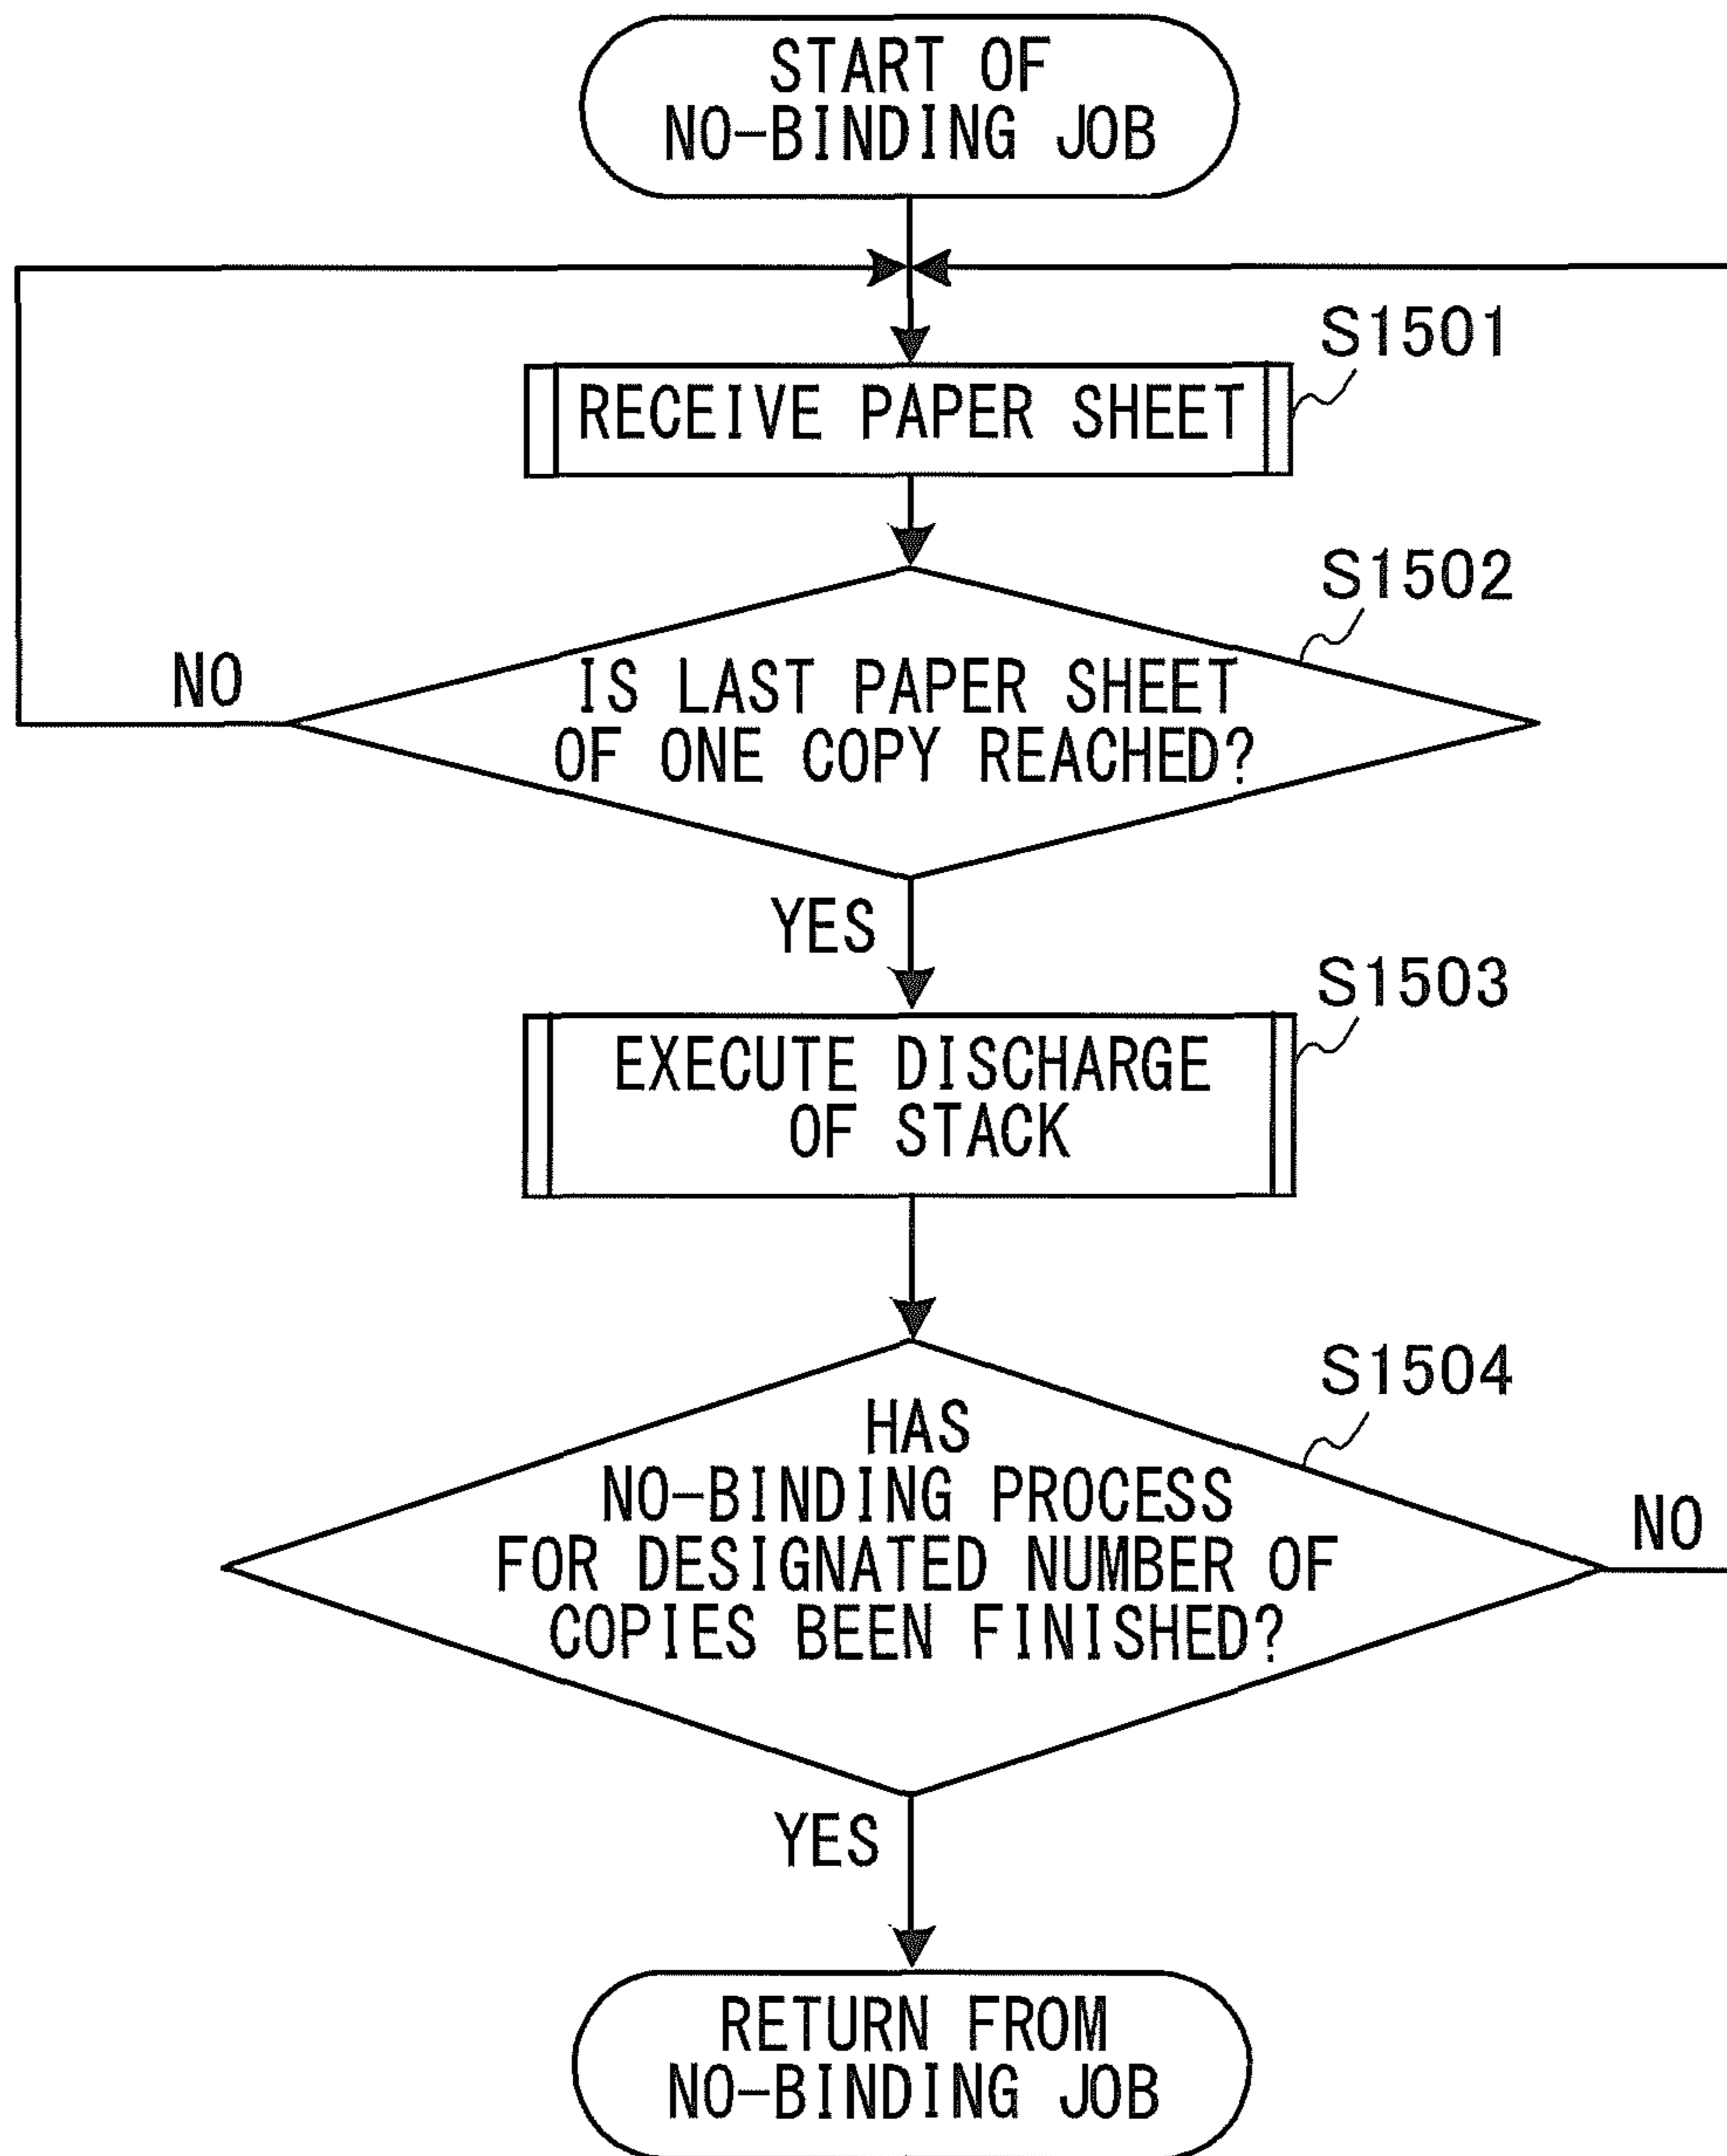 START OF
NO-BINDING JOB
S1501
RECEIVE PAPER SHEET
S1502
NO
IS LAST PAPER SHEET
OF ONE COPY REACHED?
YES
S1503
EXECUTE DISCHARGE
OF STACK
S1504
HAS
NO-BINDING PROCESS
FOR DESIGNATED NUMBER OF
COPIES BEEN FINISHED?
NO
YES
RETURN FROM
NO-BINDING JOB